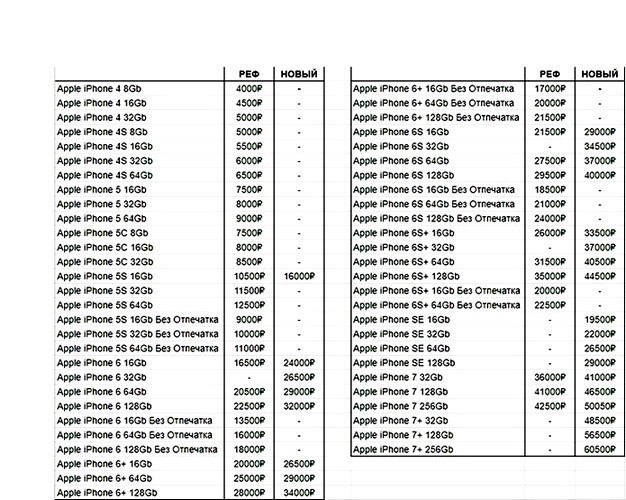 РЕФ НОВЫЙ
Apple iPhone 4 8Gb 4000₽ -
Apple iPhone 4 16Gb 4500₽ -
Apple iPhone 4 32Gb 5000₽ -
Apple iPhone 4S 8Gb 5000₽ -
Apple iPhone 4S 16Gb 5500₽ -
Apple iPhone 4S 32Gb 6000₽ -
Apple iPhone 4S 64Gb 6500₽ -
Apple iPhone 5 16Gb 7500₽ -
Apple iPhone 5 32Gb 8000₽ -
Apple iPhone 5 64Gb 9000₽ -
Apple iPhone 5C 8Gb 7500₽ -
Apple iPhone 5C 16Gb 8000₽ -
Apple iPhone 5C 32Gb 8500₽ -
Apple iPhone 5S 16Gb 10500₽ 16000₽
Apple iPhone 5S 32Gb 11500₽ -
Apple iPhone 5S 64Gb 12500₽ -
Apple iPhone 5S 16Gb Без Отпечатка 9000₽ -
Apple iPhone 5S 32Gb Без Отпечатка 10000₽ -
Apple iPhone 5S 64Gb Без Отпечатка 11000₽ -
Apple iPhone 6 16Gb 16500₽ 24000₽
Apple iPhone 6 32Gb - 26500₽
Apple iPhone 6 64Gb 20500₽ 29000₽
Apple iPhone 6 128Gb 22500₽ 32000₽
Apple iPhone 6 16Gb Без Отпечатка 13500₽ -
Apple iPhone 6 64Gb Без Отпечатка 16000₽ -
Apple iPhone 6 128Gb Без Отпечатка 18000₽ -
Apple iPhone 6+ 16Gb 20000₽ 26500₽
Apple iPhone 6+ 64Gb 25000₽ 29000₽
Apple iPhone 6+ 128Gb 28000₽ 34000₽
РЕФ НОВЫЙ
Apple iPhone 6+ 16Gb Без Отпечатка 17000₽ -
Apple iPhone 6+ 64Gb Без Отпечатка 20000₽ -
Apple iPhone 6+ 128Gb Без Отпечатка 21500₽ -
Apple iPhone 6S 16Gb 21500₽ 29000₽
Apple iPhone 6S 32Gb - 34500₽
Apple iPhone 6S 64Gb 27500₽ 37000₽
Apple iPhone 6S 128Gb 29500₽ 40000₽
Apple iPhone 6S 16Gb Без Отпечатка 18500₽ -
Apple iPhone 6S 64Gb Без Отпечатка 21000₽ -
Apple iPhone 6S 128Gb Без Отпечатка 24000₽ -
Apple iPhone 6S+ 16Gb 26000₽ 33500₽
Apple iPhone 6S+ 32Gb - 37000₽
Apple iPhone 6S+ 64Gb 31500₽ 40500₽
Apple iPhone 6S+ 128Gb 35000₽ 44500₽
Apple iPhone 6S+ 16Gb Без Отпечатка 20000₽ -
Apple iPhone 6S+ 64Gb Без Отпечатка 22500₽ -
Apple iPhone SE 16Gb - 19500₽
Apple iPhone SE 32Gb - 22000₽
Apple iPhone SE 64Gb - 26500₽
Apple iPhone SE 128Gb - 29000₽
Apple iPhone 7 32Gb 36000₽ 41000₽
Apple iPhone 7 128Gb 41000₽ 46500₽
Apple iPhone 7 256Gb 42500₽ 50050₽
Apple iPhone 7+ 32Gb - 48500₽
Apple iPhone 7+ 128Gb - 56500₽
Apple iPhone 7+ 256Gb - 60500₽